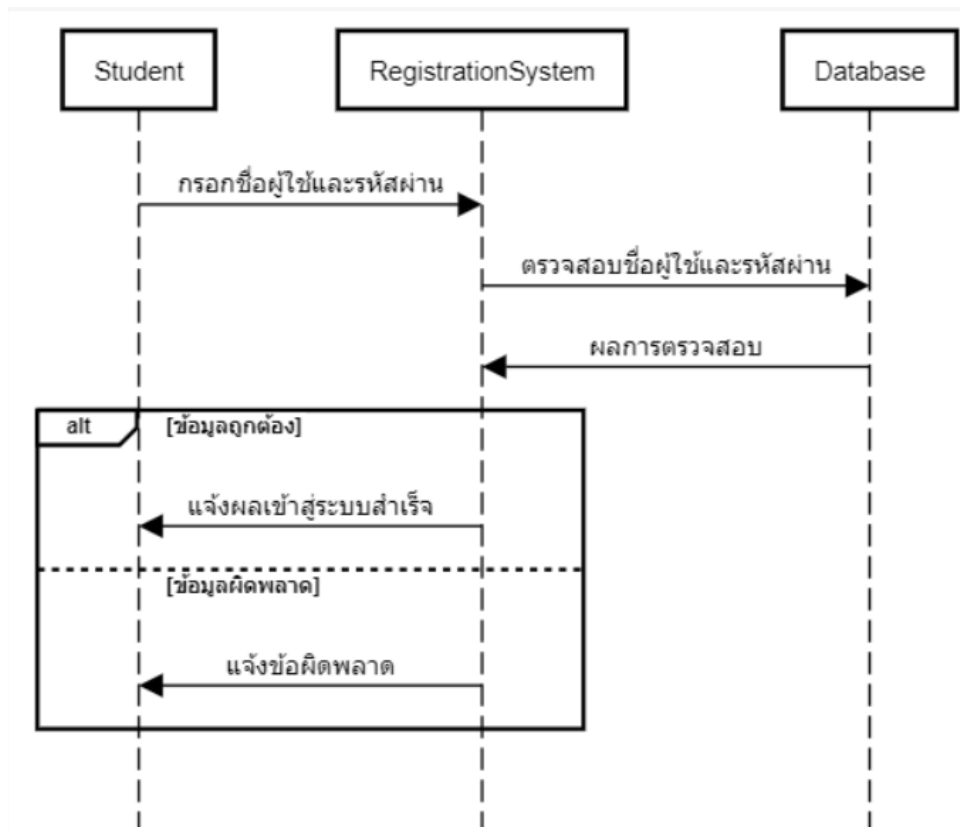 Student
RegistrationSystem
Database
กรอกชื่อผู้ใช้และรหัสผ่าน
ตรวจสอบชื่อผู้ใช้และรหัสผ่าน
ผลการตรวจสอบ
alt
[ข้อมูลถูกต้อง]
แจ้งผลเข้าสู่ระบบสำเร็จ
[ข้อมูลผิดพลาด]
แจ้งข้อผิดพลาด